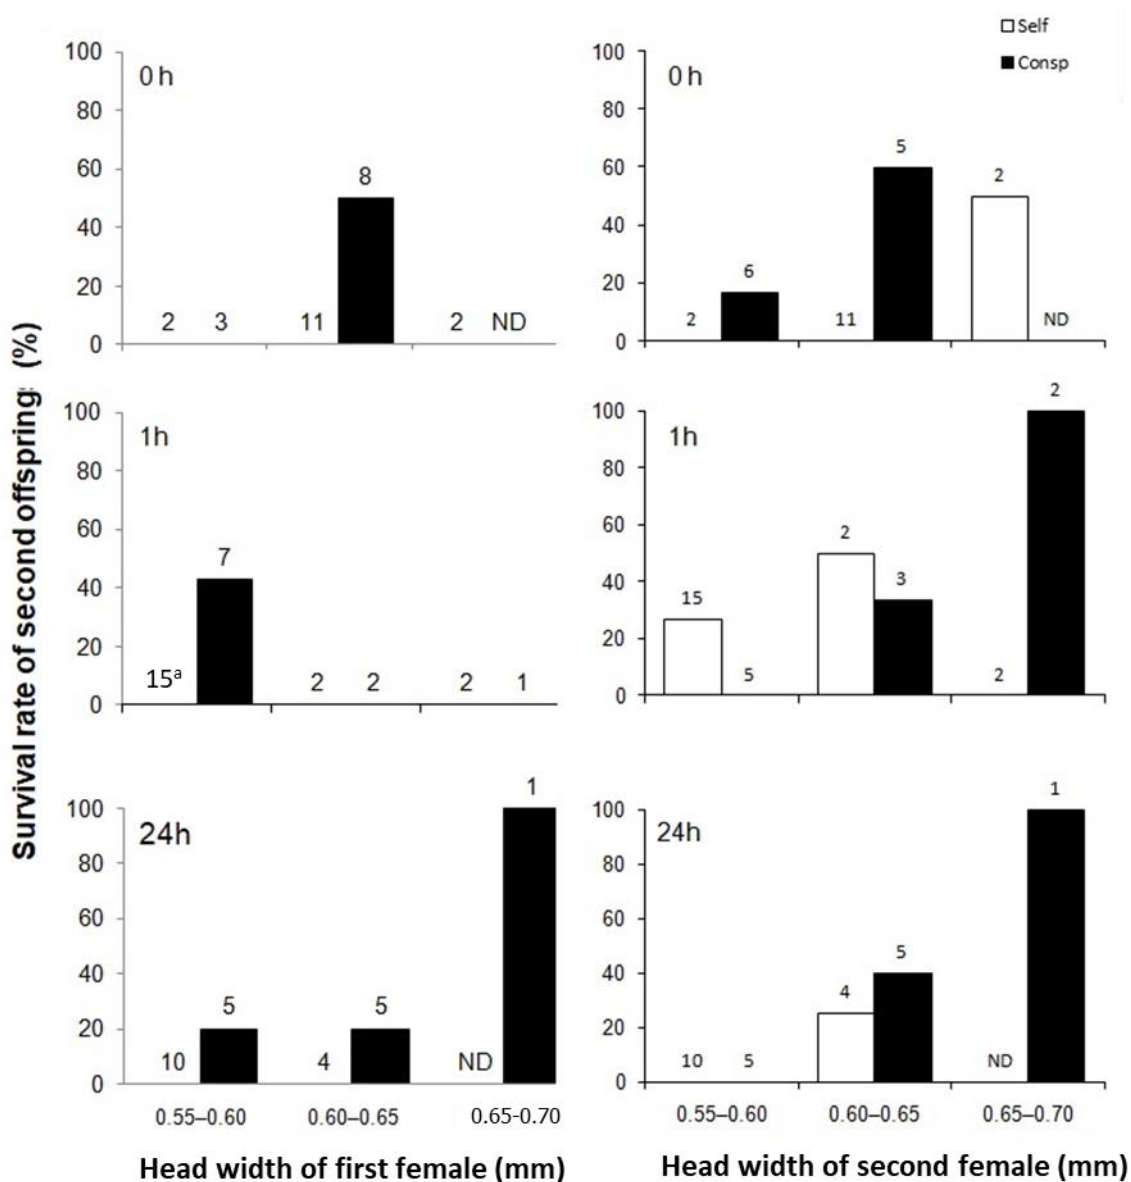 Self
Consp
Survival rate of second offspring (%)
0 h
100
80
60
40
20
0
2 3 11 8 2 ND
0 h
100
80
60
40
20
0
2 6 11 5 2 ND
1h
100
80
60
40
20
0
15ᵃ 7 2 2 2 1
1h
100
80
60
40
20
0
15 5 2 3 2 2
24h
100
80
60
40
20
0
10 5 4 5 ND 1
0.55–0.60 0.60–0.65 0.65-0.70
Head width of first female (mm)
24h
100
80
60
40
20
0
10 5 4 5 ND 1
0.55–0.60 0.60–0.65 0.65–0.70
Head width of second female (mm)